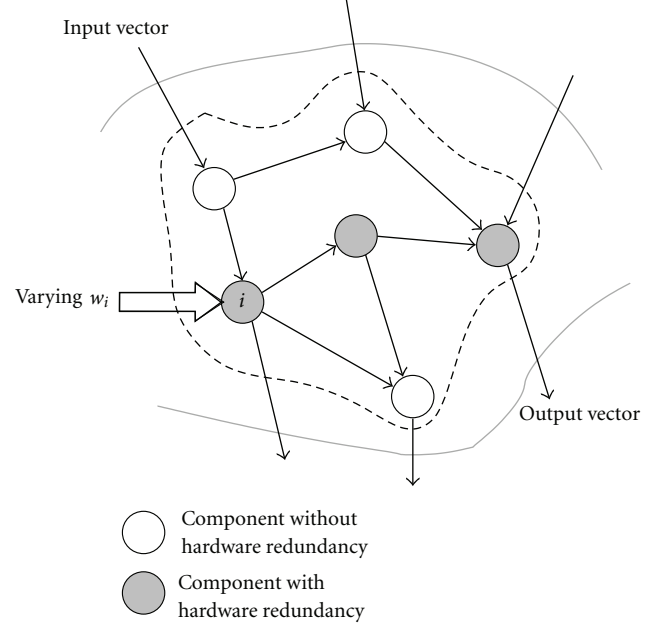 Input vector
Varying w_i
i
Output vector
Component without
hardware redundancy
Component with
hardware redundancy